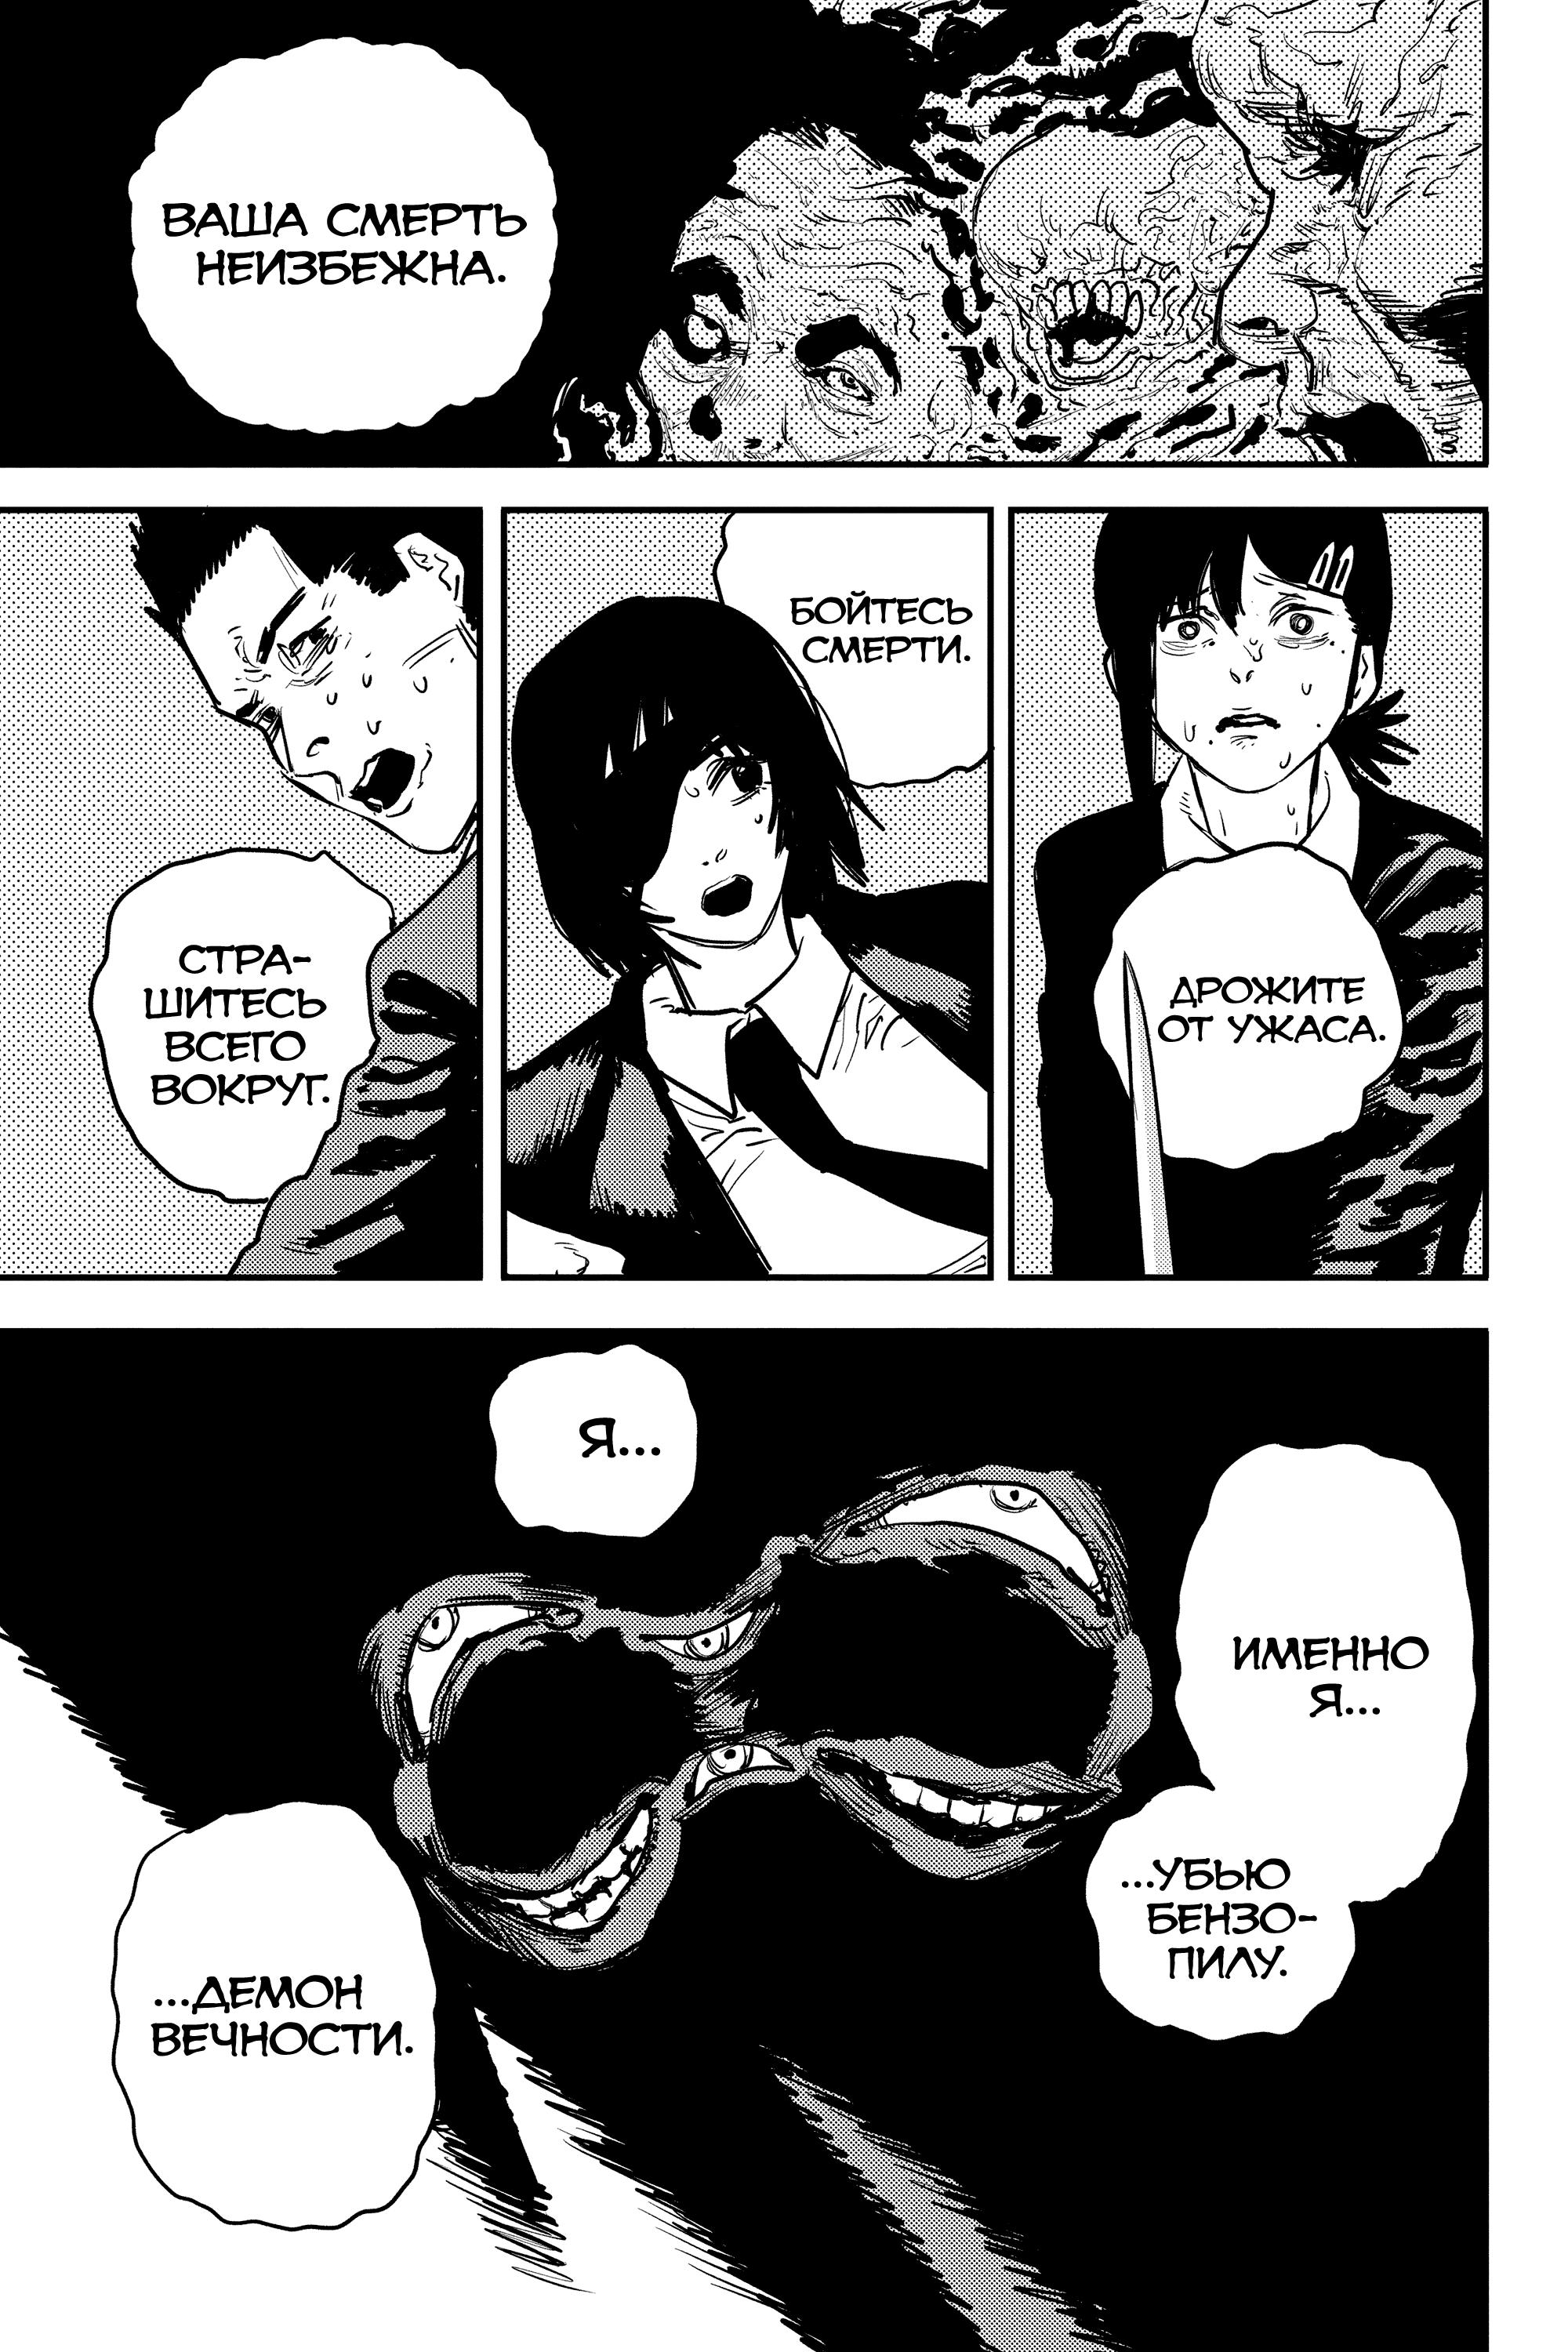 ВАША СМЕРТЬ
НЕИЗБЕЖНА.
ДРОЖИТЕ
ОТ УЖАСА.
БОЙТЕСЬ
СМЕРТИ.
СТРА-
ШИТЕСЬ
ВСЕГО
ВОКРУГ.
ИМЕННО
Я...
...УБЬЮ
БЕНЗО-
ПИЛУ.
Я...
...ДЕМОН
ВЕЧНОСТИ.